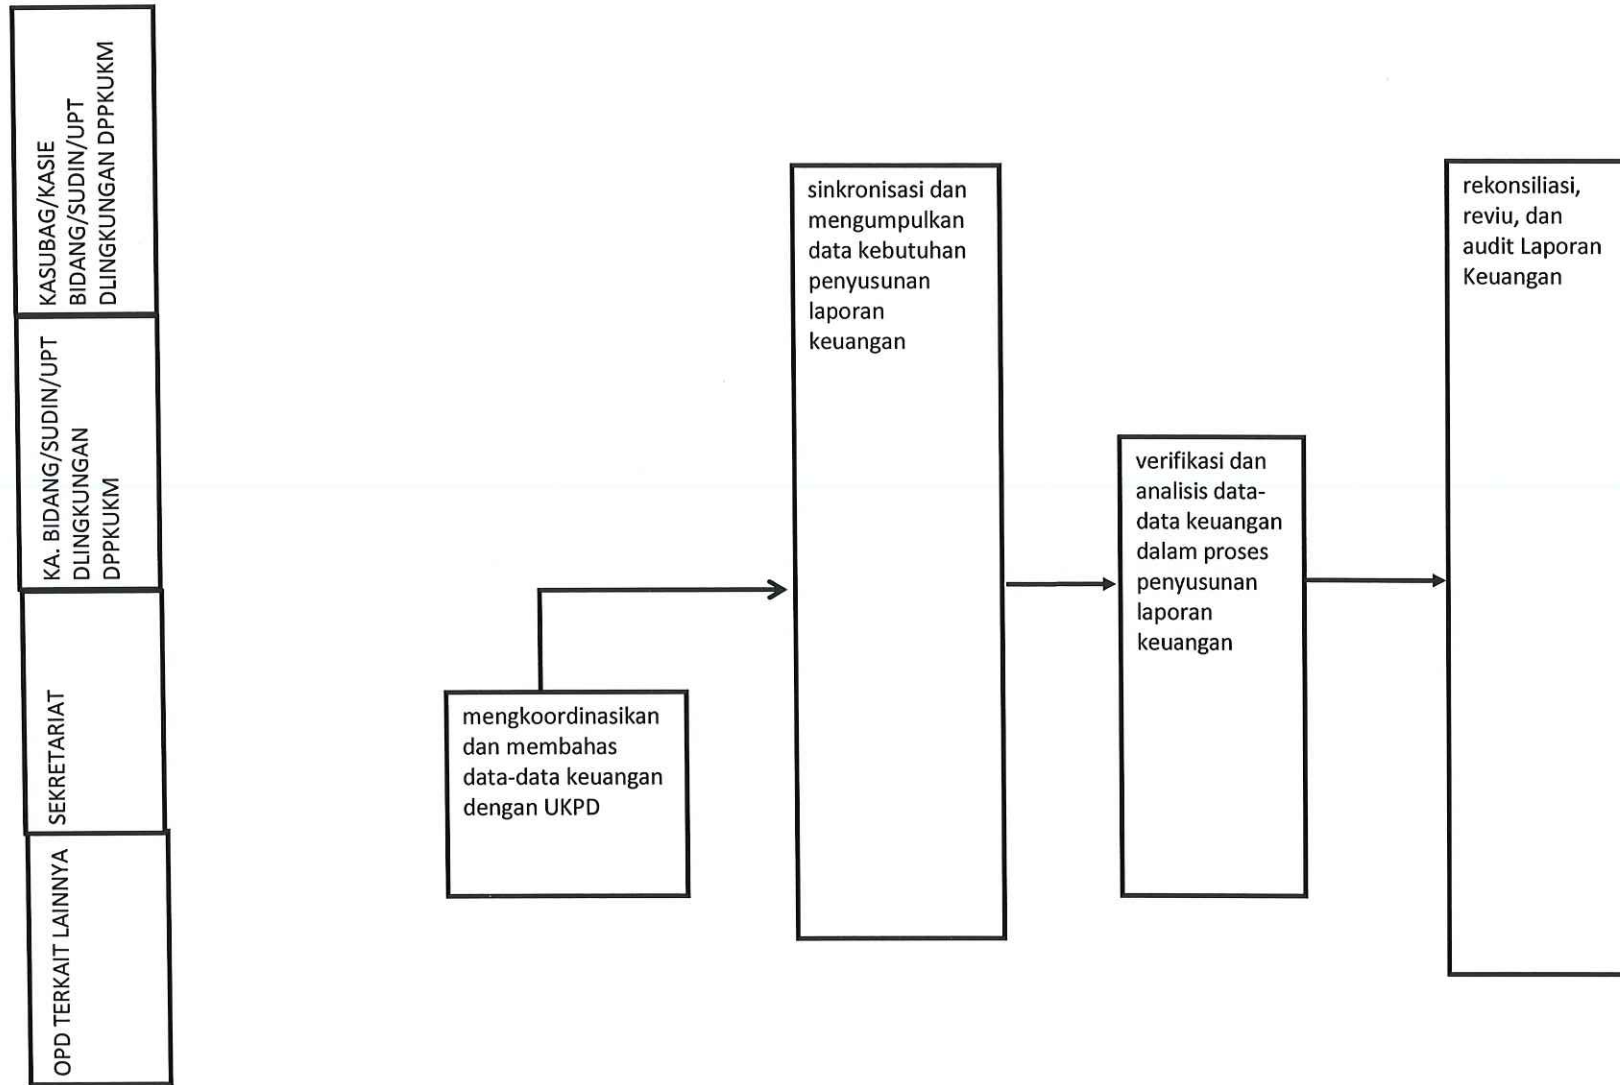 KASUBAG/KASIE
BIDANG/SUDIN/UPT
DLINGKUNGAN DPPKUKM
KA. BIDANG/SUDIN/UPT
DLINGKUNGAN
DPPKUKM
SEKRETARIAT
OPD TERKAIT LAINNYA
mengkoordinasikan
dan membahas
data-data keuangan
dengan UKPD
sinkronisasi dan
mengumpulkan
data kebutuhan
penyusunan
laporan
keuangan
verifikasi dan
analisis data-
data keuangan
dalam proses
penyusunan
laporan
keuangan
rekonsiliasi,
reviu, dan
audit Laporan
Keuangan